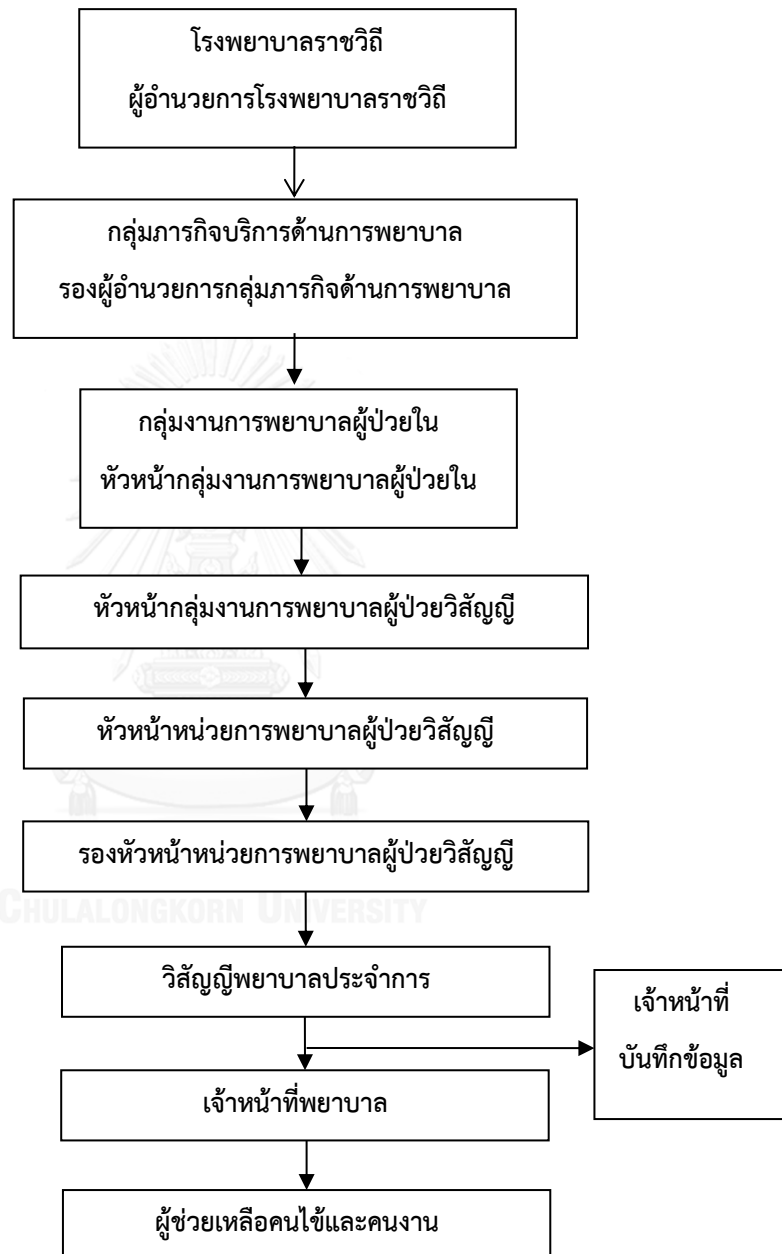 โรงพยาบาลราชวิถี
ผู้อำนวยการโรงพยาบาลราชวิถี
กลุ่มภารกิจบริการด้านการพยาบาล
รองผู้อำนวยการกลุ่มภารกิจด้านการพยาบาล
กลุ่มงานการพยาบาลผู้ป่วยใน
หัวหน้ากลุ่มงานการพยาบาลผู้ป่วยใน
หัวหน้ากลุ่มงานการพยาบาลผู้ป่วยวิสัญญี
หัวหน้าหน่วยการพยาบาลผู้ป่วยวิสัญญี
รองหัวหน้าหน่วยการพยาบาลผู้ป่วยวิสัญญี
CHULALONGKORN UNIVERSITY
วิสัญญีพยาบาลประจำการ
เจ้าหน้าที่
บันทึกข้อมูล
เจ้าหน้าที่พยาบาล
ผู้ช่วยเหลือคนไข้และคนงาน